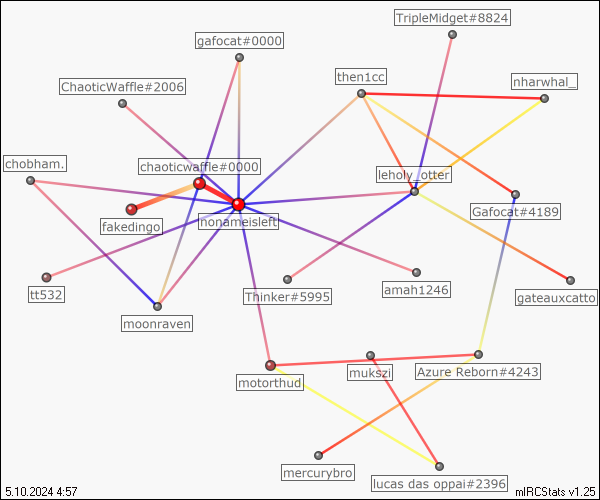 TripleMidget#8824
gafocat#0000
then1cc
nharwhal_
ChaoticWaffle#2006
chobham.
chaoticwaffle#0000
leholy_otter
Gafocat#4189
nonameisleft
fakedingo
tt532
Thinker#5995
amah1246
gateauxcatto
moonraven
motorthud
mukszi
Azure Reborn#4243
mercurybro
lucas das oppai#2396
5.10.2024 4:57
mIRCStats v1.25